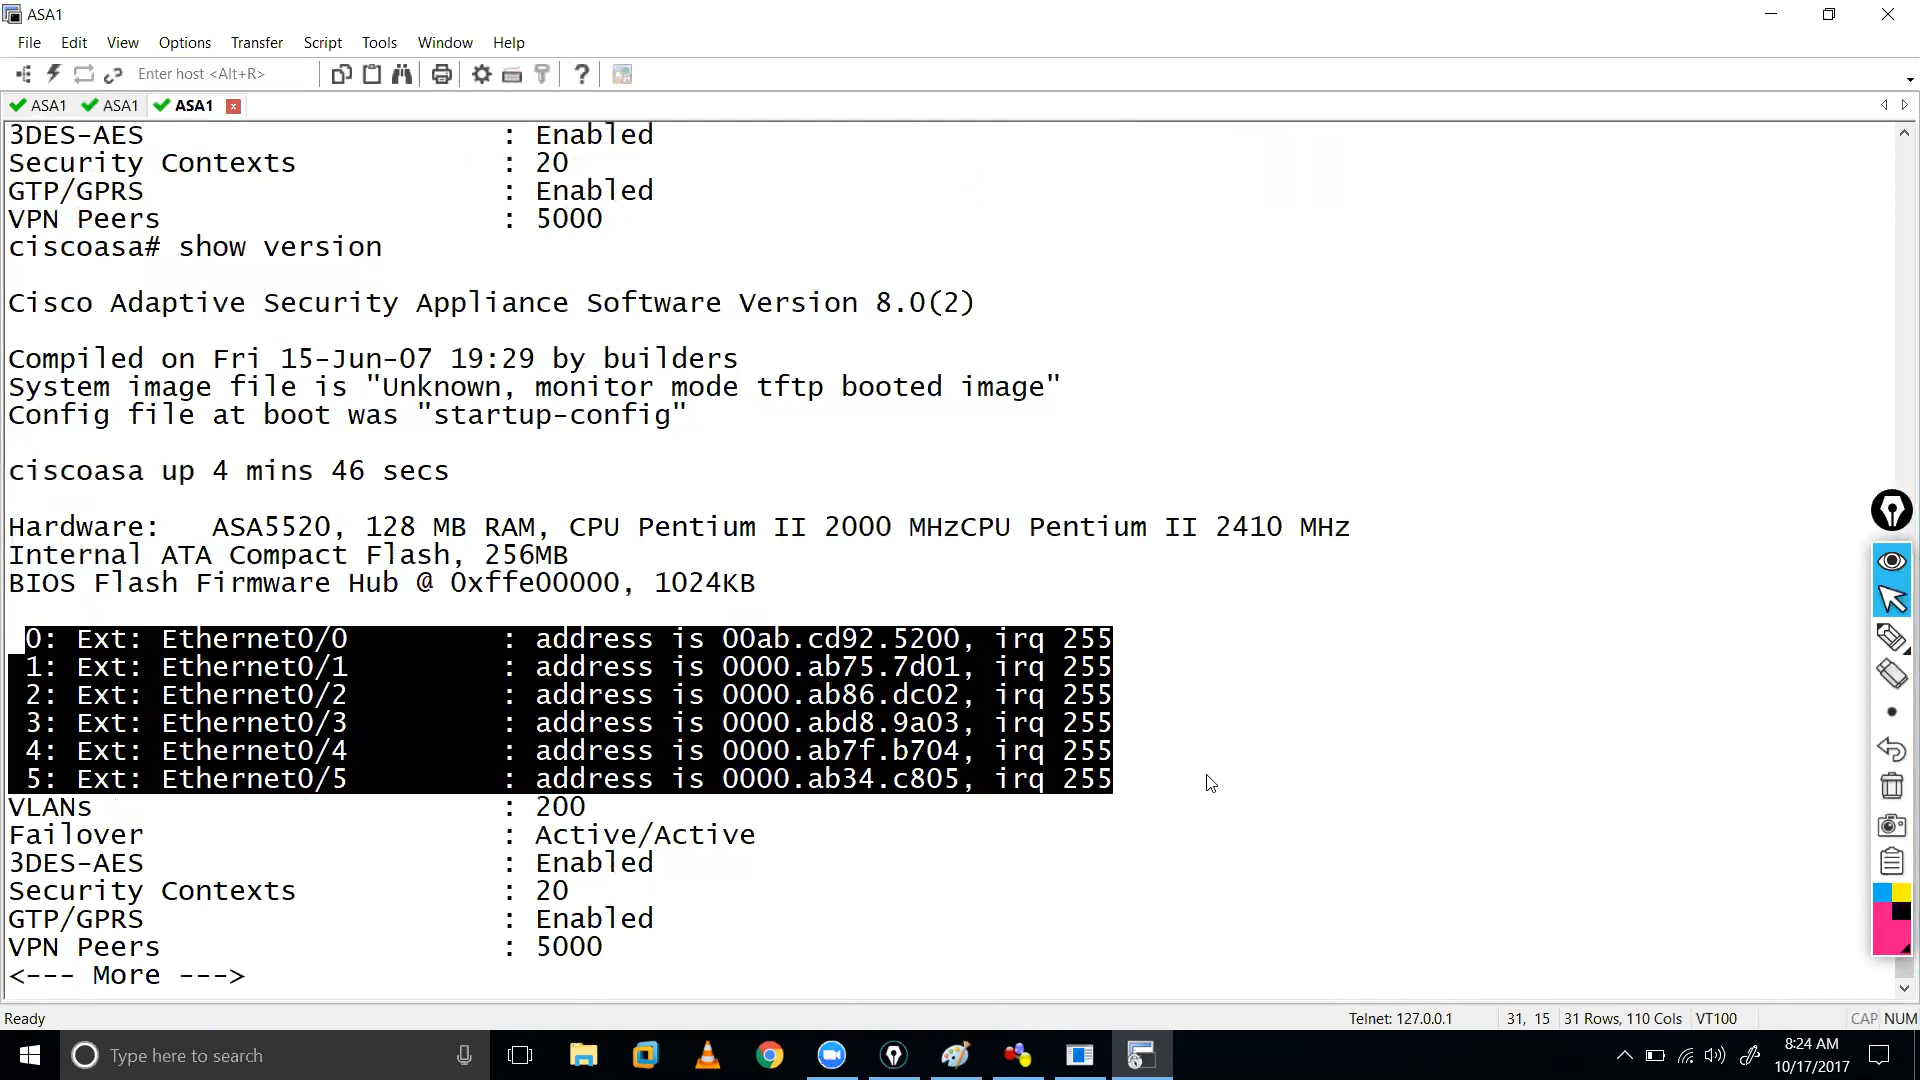 ASA1
File Edit View Options Transfer Script Tools Window Help
Enter host <Alt+R>
ASA1 ASA1 ASA1
3DES-AES : Enabled
Security Contexts : 20
GTP/GPRS : Enabled
VPN Peers : 5000
ciscoasa# show version
Cisco Adaptive Security Appliance Software Version 8.0(2)
Compiled on Fri 15-Jun-07 19:29 by builders
System image file is "Unknown, monitor mode tftp booted image"
Config file at boot was "startup-config"
ciscoasa up 4 mins 46 secs
Hardware: ASA5520, 128 MB RAM, CPU Pentium II 2000 MHzCPU Pentium II 2410 MHz
Internal ATA Compact Flash, 256MB
BIOS Flash Firmware Hub @ 0xffe00000, 1024KB
0: Ext: Ethernet0/0 : address is 00ab.cd92.5200, irq 255
1: Ext: Ethernet0/1 : address is 0000.ab75.7d01, irq 255
2: Ext: Ethernet0/2 : address is 0000.ab86.dc02, irq 255
3: Ext: Ethernet0/3 : address is 0000.abd8.9a03, irq 255
4: Ext: Ethernet0/4 : address is 0000.ab7f.b704, irq 255
5: Ext: Ethernet0/5 : address is 0000.ab34.c805, irq 255
VLANs : 200
Failover : Active/Active
3DES-AES : Enabled
Security Contexts : 20
GTP/GPRS : Enabled
VPN Peers : 5000
<--- More --->
Ready Telnet: 127.0.0.1 31, 15 31 Rows, 110 Cols VT100 CAP NUM
Type here to search
8:24 AM
10/17/2017